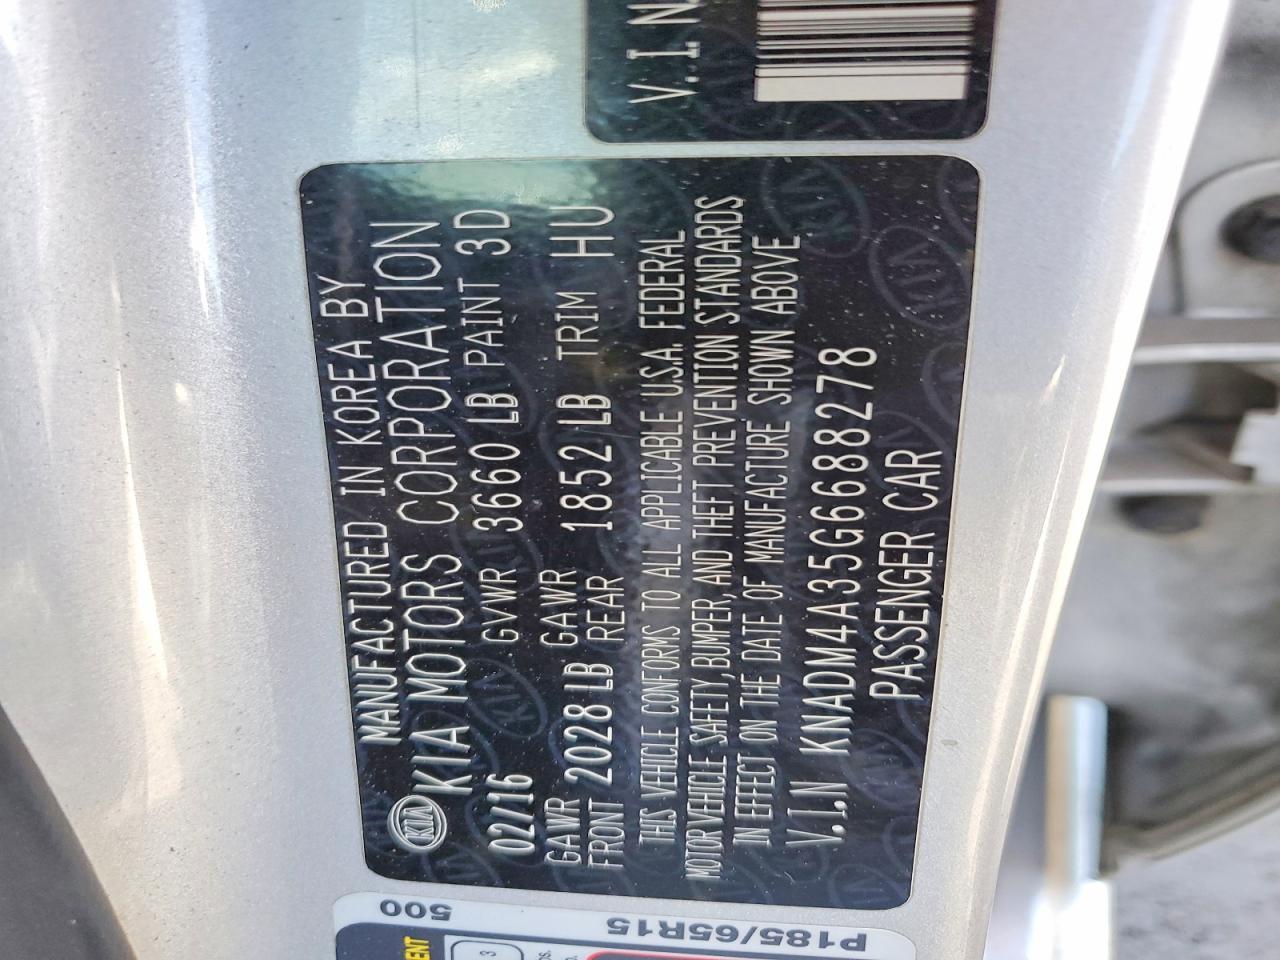 V.I.N
MANUFACTURED IN KOREA BY
KIA KIA MOTORS CORPORATION
02/16 GVWR 3660 LB PAINT 3D
GAWR FRONT 2028 LB GAWR REAR 1852 LB TRIM HU
THIS VEHICLE CONFORMS TO ALL APPLICABLE U.S.A. FEDERAL
MOTOR VEHICLE SAFETY, BUMPER, AND THEFT PREVENTION STANDARDS
IN EFFECT ON THE DATE OF MANUFACTURE SHOWN ABOVE
V.I.N KNADM4A35G6688278
PASSENGER CAR
P185/65R15
500
3